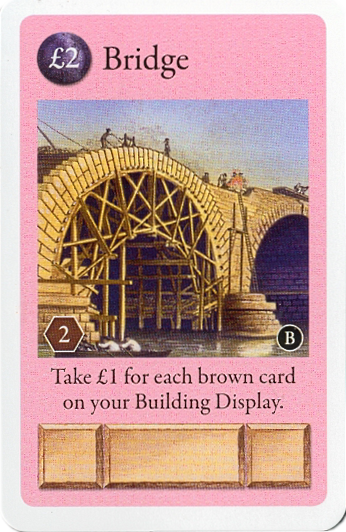 £2 Bridge
2
B
Take £1 for each brown card
on your Building Display.